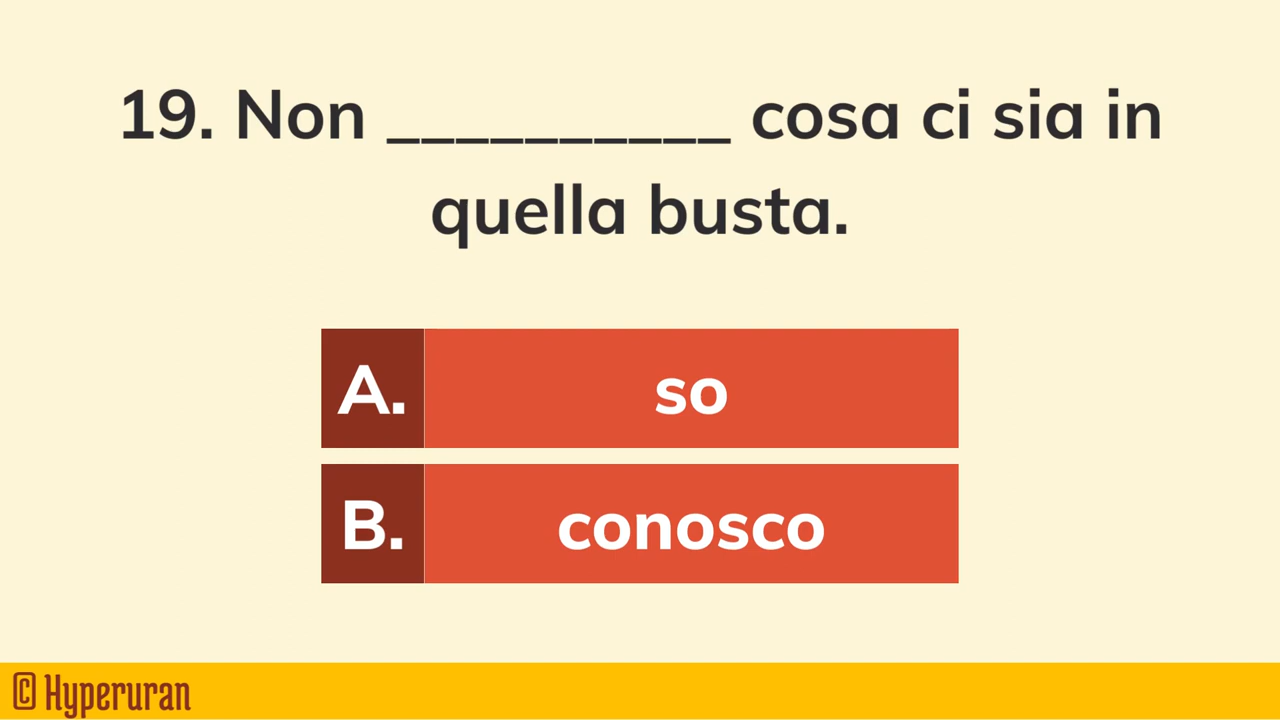 19. Non __________ cosa ci sia in
quella busta.
A. so
B. conosco
© Hyperuran